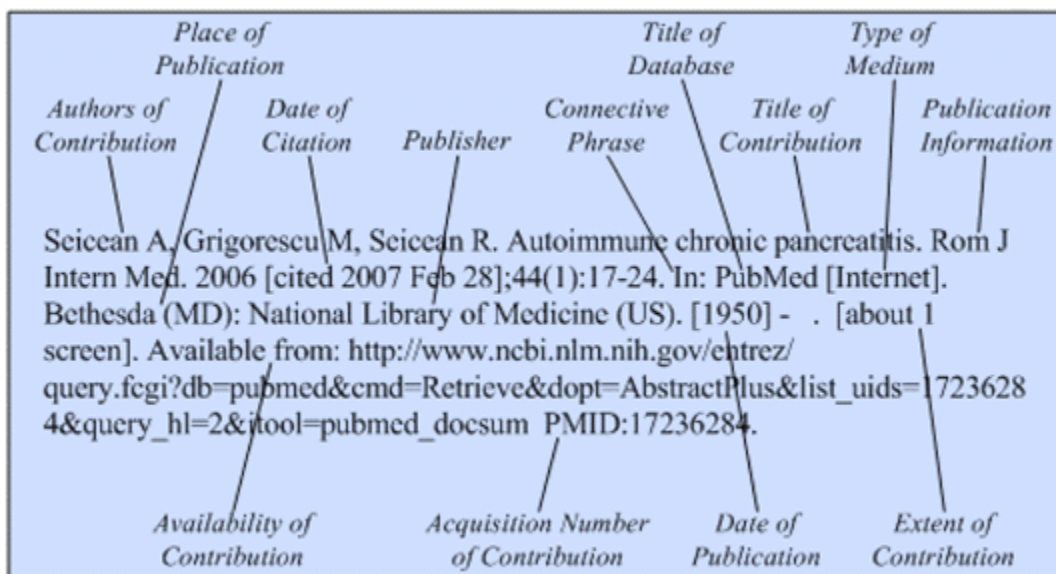 Place of
Publication
Title of
Database
Type of
Medium
Authors of
Contribution
Date of
Citation
Publisher
Connective
Phrase
Title of
Contribution
Publication
Information
Scicean A, Grigorescu M, Scicean R. Autoimmune chronic pancreatitis. Rom J
Intern Med. 2006 [cited 2007 Feb 28];44(1):17-24. In: PubMed [Internet].
Bethesda (MD): National Library of Medicine (US). [1950] - . [about 1
screen]. Available from: http://www.ncbi.nlm.nih.gov/entrez/
query.fcgi?db=pubmed&cmd=Retrieve&dopt=AbstractPlus&list_uids=1723628
4&query_hl=2&itool=pubmed_docsum PMID:17236284.
Availability of
Contribution
Acquisition Number
of Contribution
Date of
Publication
Extent of
Contribution